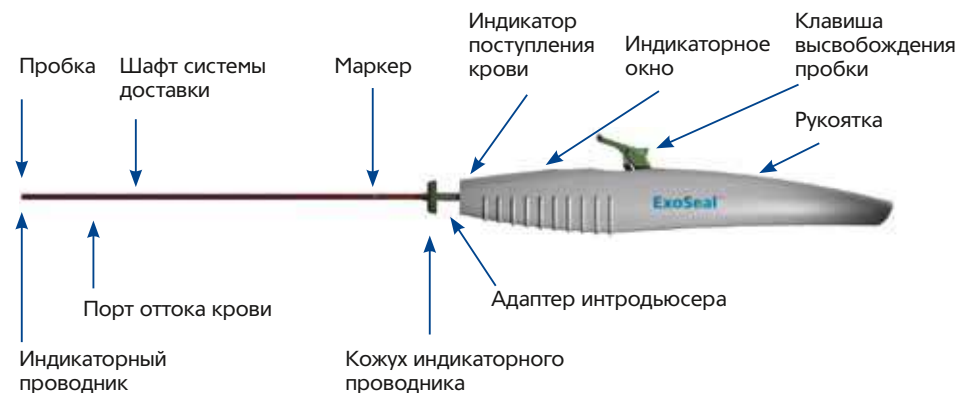 Индикатор
поступления
крови
Клавиша
высвобождения
пробки
Индикаторное
окно
Пробка
Шафт системы
доставки
Маркер
Рукоятка
ExoSeal
Адаптер интродьюсера
Порт оттока крови
Индикаторный
проводник
Кожух индикаторного
проводника